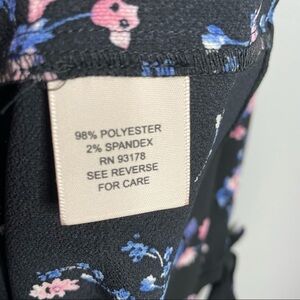 98% POLYESTER
2% SPANDEX
RN 93178
SEE REVERSE
FOR CARE